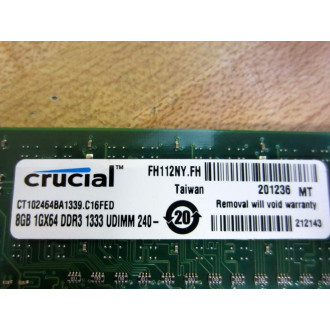 crucial™
FH112NY.FH
Taiwan
201236 MT
CT102464BA1339.C16FED
Removal will void warranty
8GB 1GX64 DDR3 1333 UDIMM 240-
20
212143